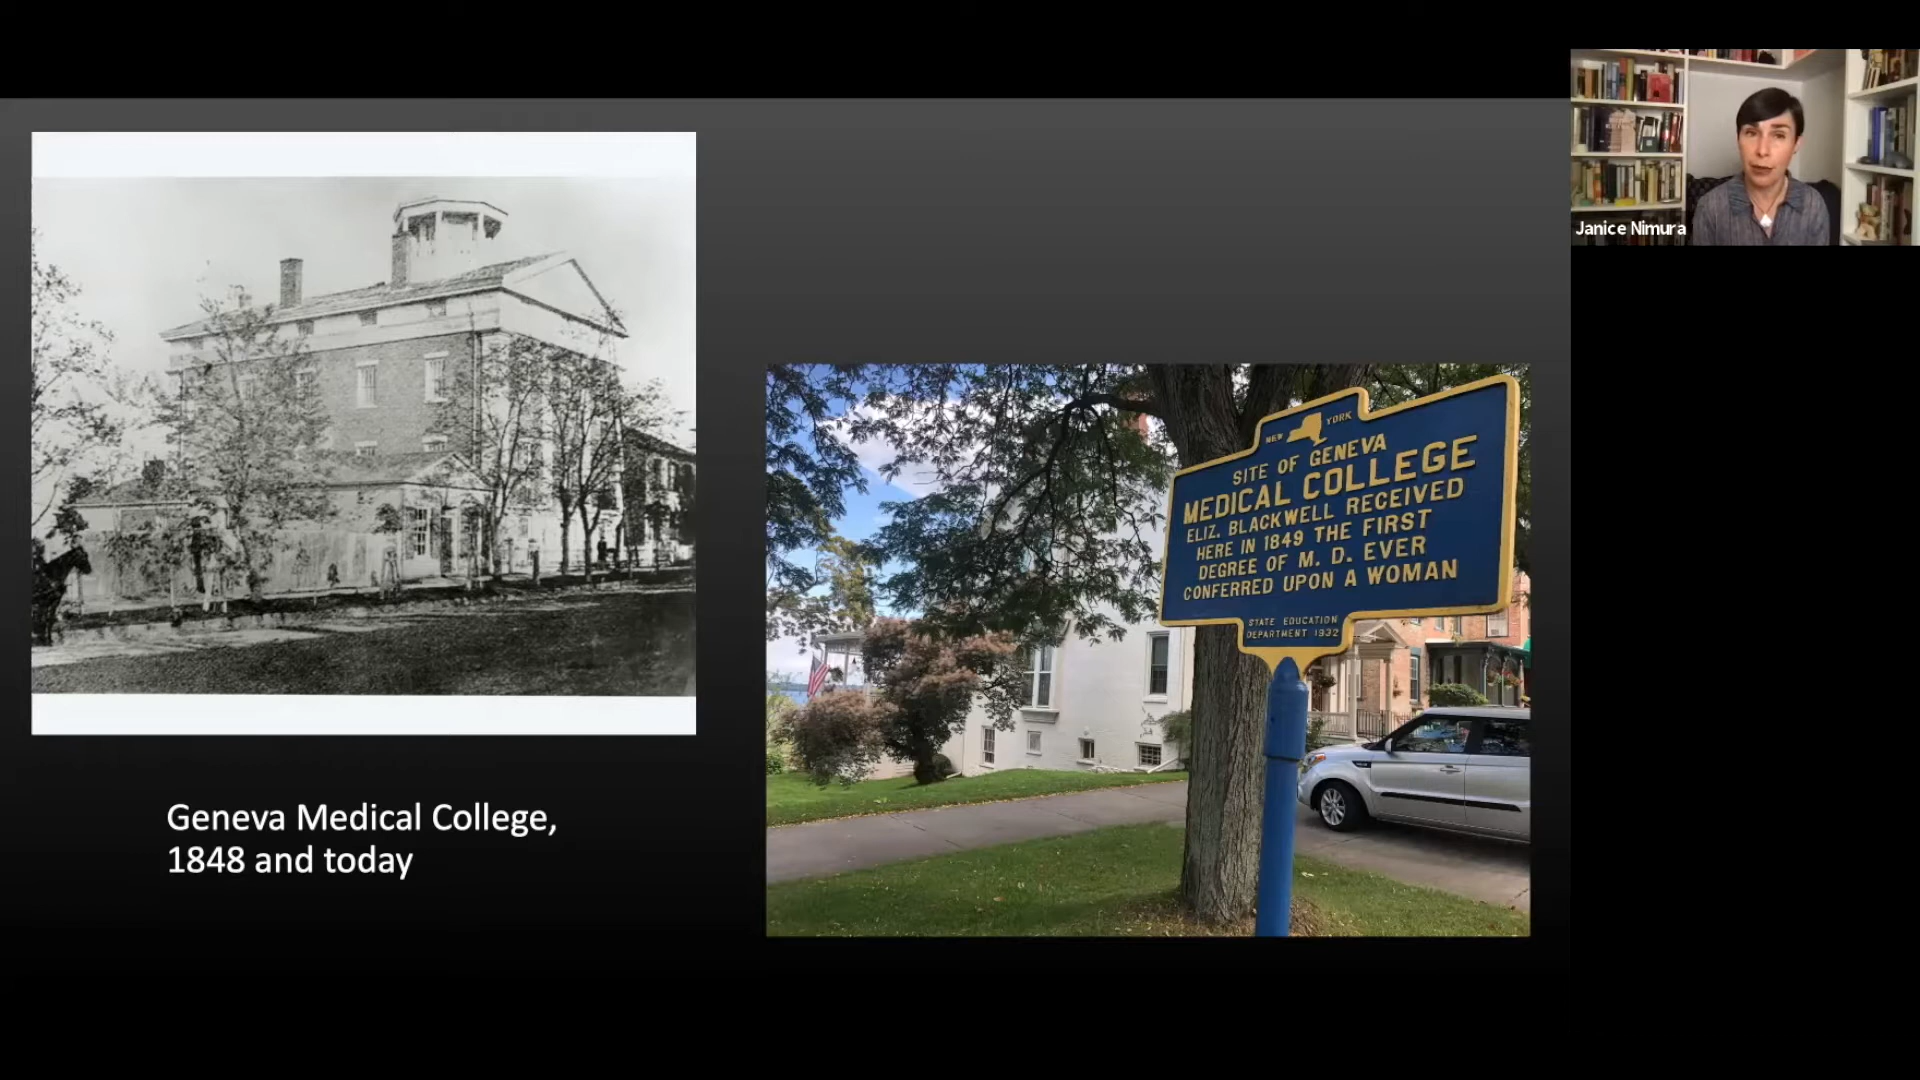 Janice Nimura
NEW YORK
SITE OF GENEVA
MEDICAL COLLEGE
ELIZ. BLACKWELL RECEIVED
HERE IN 1849 THE FIRST
DEGREE OF M. D. EVER
CONFERRED UPON A WOMAN
STATE EDUCATION
DEPARTMENT 1932
Geneva Medical College,
1848 and today